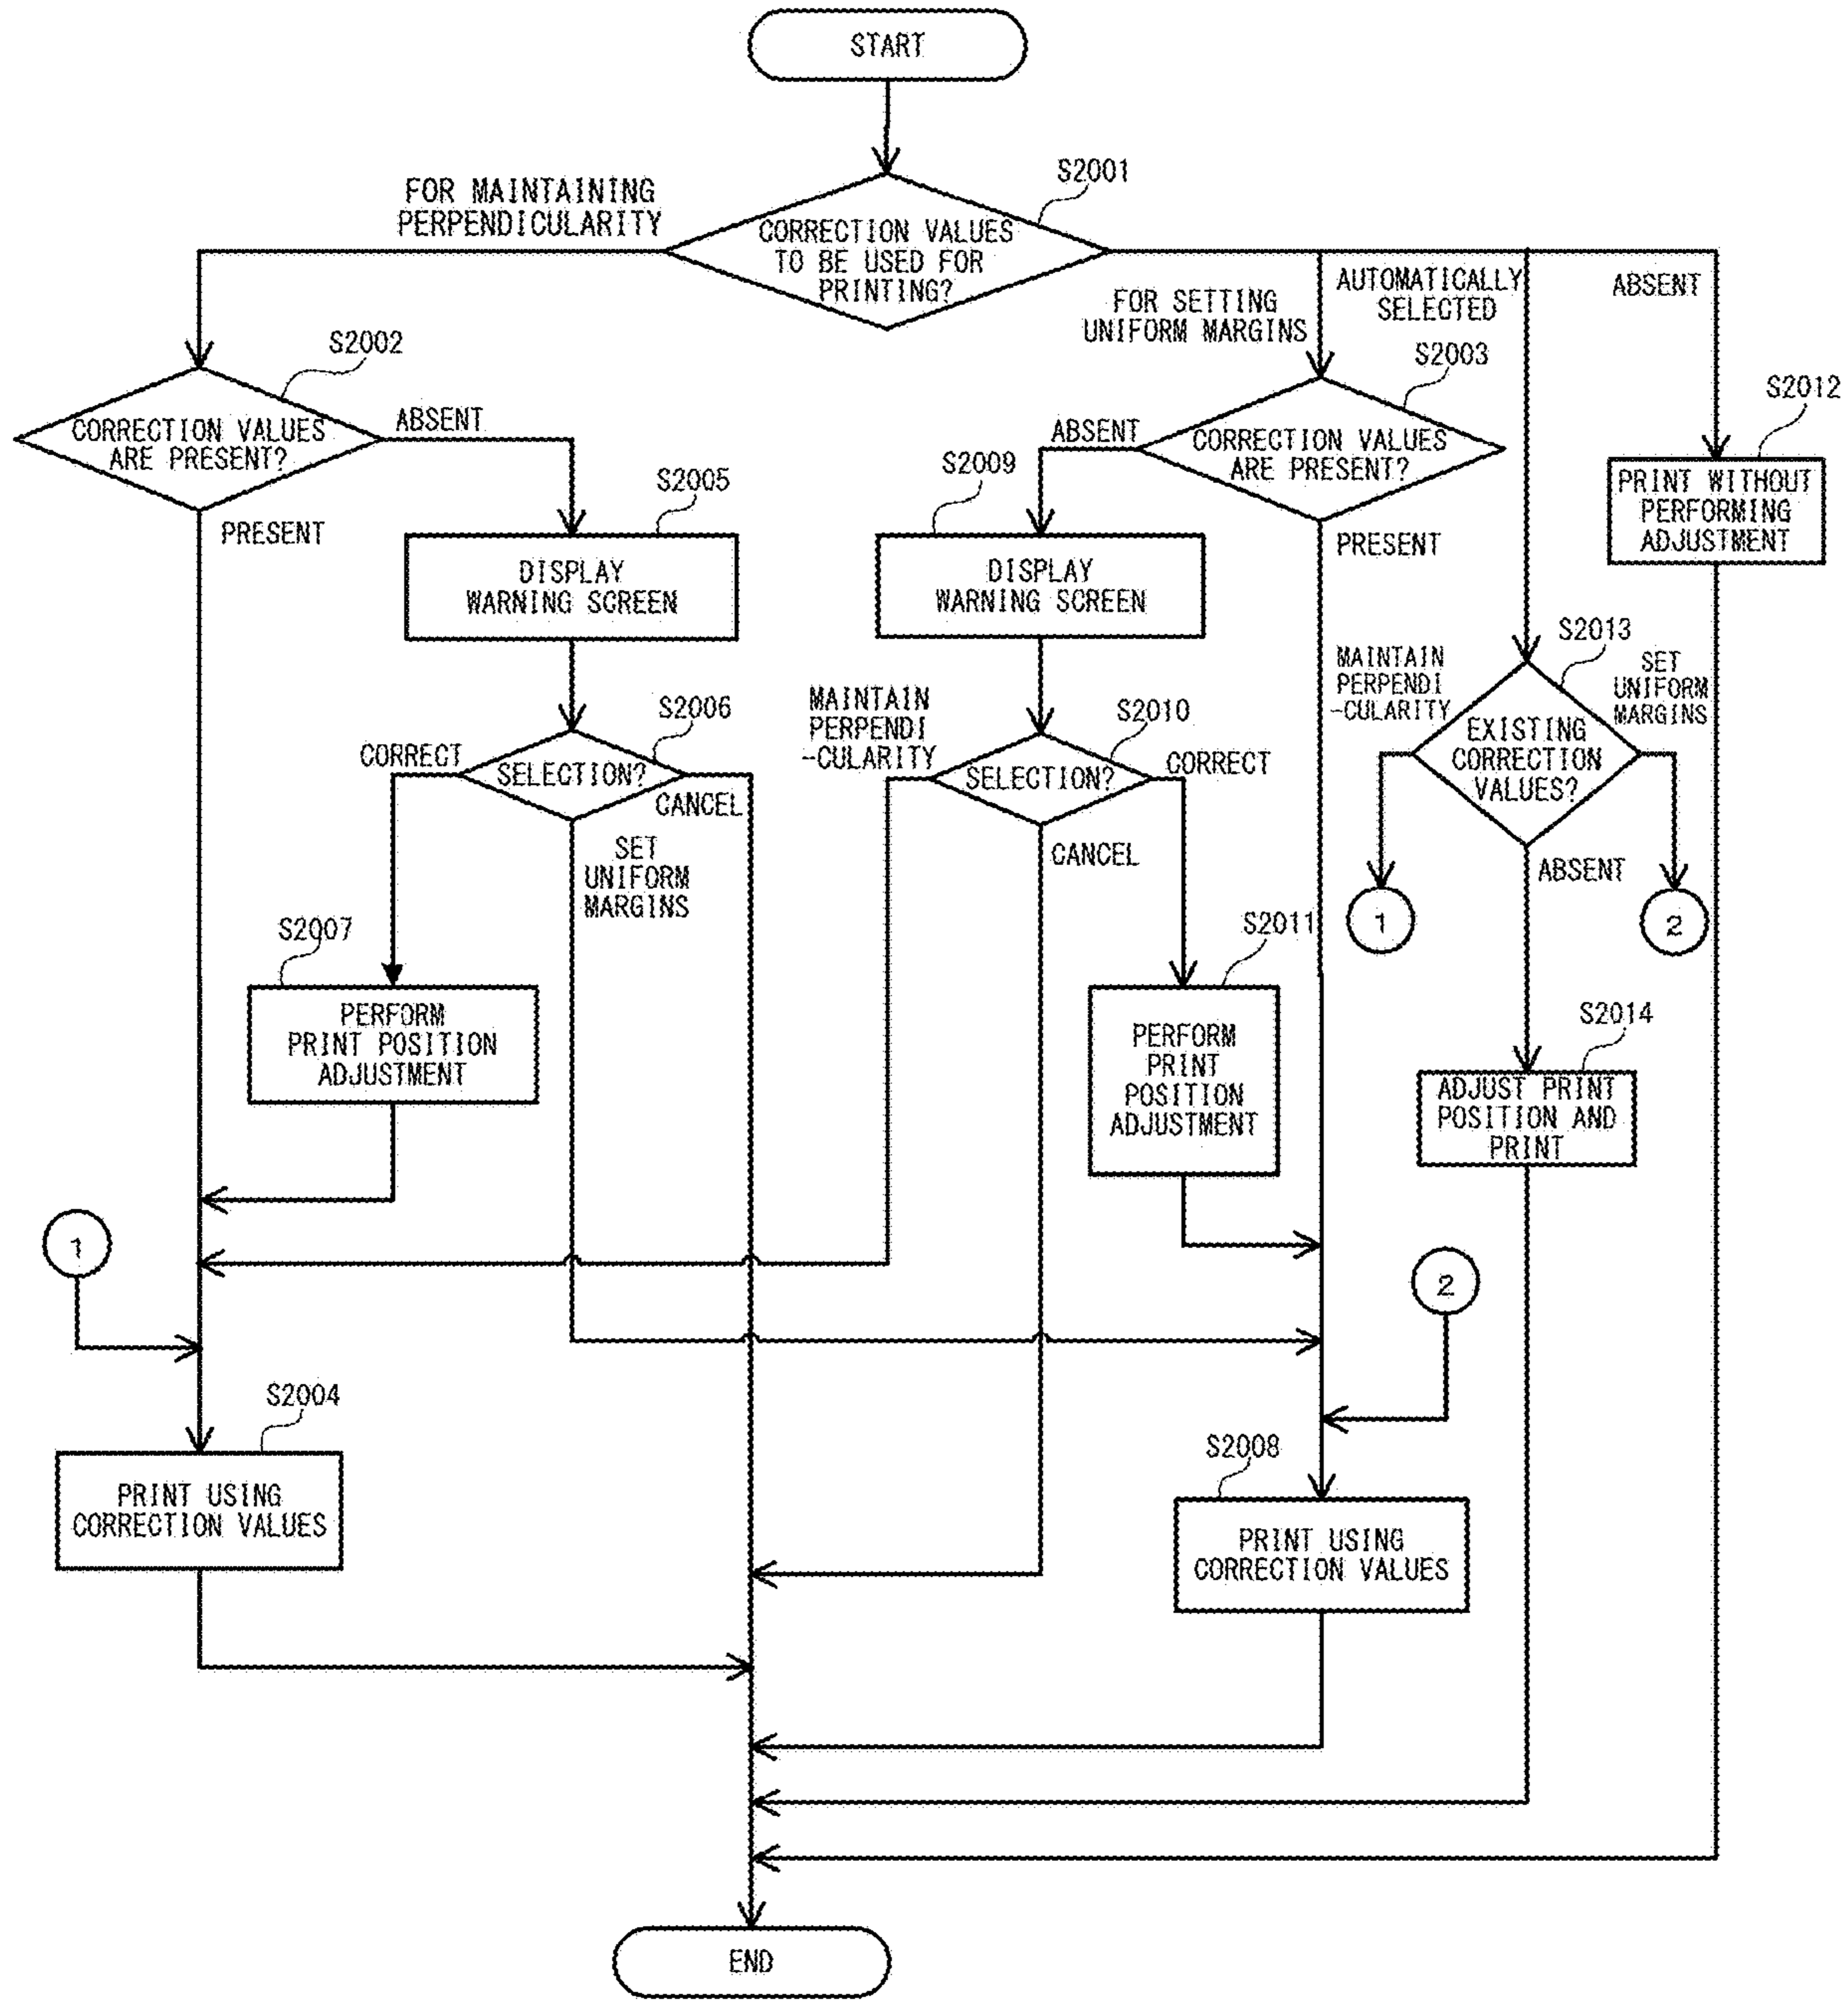 START
S2001
FOR MAINTAINING
PERPENDICULARITY
CORRECTION VALUES
TO BE USED FOR
PRINTING?
FOR SETTING
UNIFORM MARGINS
AUTOMATICALLY
SELECTED
ABSENT
S2002
CORRECTION VALUES
ARE PRESENT?
ABSENT
PRESENT
S2003
CORRECTION VALUES
ARE PRESENT?
ABSENT
PRESENT
S2012
PRINT WITHOUT
PERFORMING
ADJUSTMENT
S2005
DISPLAY
WARNING SCREEN
S2009
DISPLAY
WARNING SCREEN
S2006
SELECTION?
CORRECT
CANCEL
SET
UNIFORM
MARGINS
S2010
SELECTION?
MAINTAIN
PERPENDI
-CULARITY
CORRECT
CANCEL
S2013
MAINTAIN
PERPENDI
-CULARITY
SET
UNIFORM
MARGINS
EXISTING
CORRECTION
VALUES?
ABSENT
1
2
S2007
PERFORM
PRINT POSITION
ADJUSTMENT
S2011
PERFORM
PRINT
POSITION
ADJUSTMENT
S2014
ADJUST PRINT
POSITION AND
PRINT
1
2
S2004
PRINT USING
CORRECTION VALUES
S2008
PRINT USING
CORRECTION VALUES
END